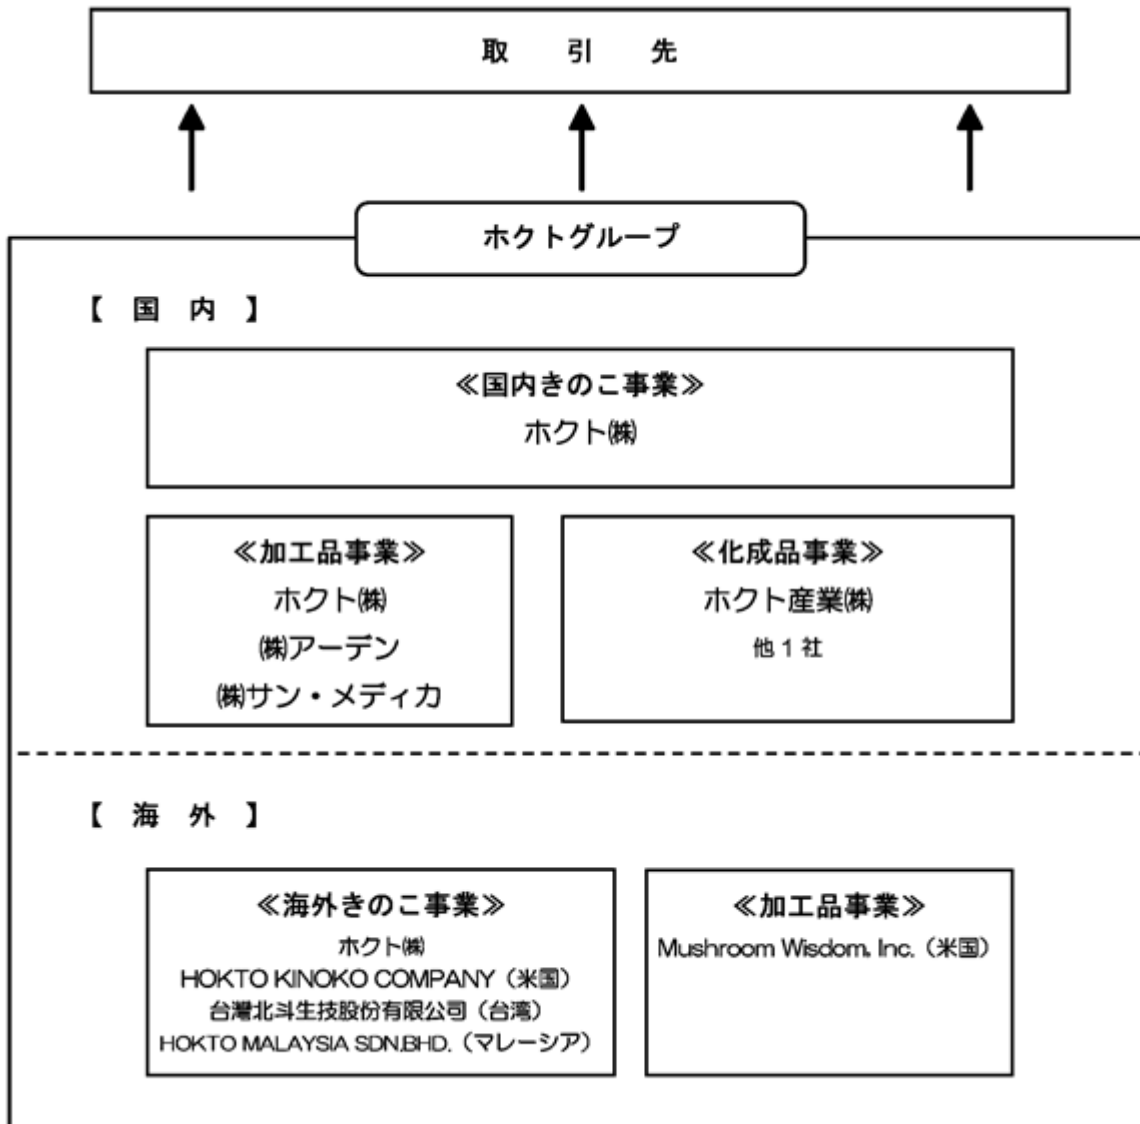 取 引 先
ホクトグループ
【 国 内 】
≪国内きのこ事業≫
ホクト㈱
≪加工品事業≫
ホクト㈱
㈱アーデン
㈱サン・メディカ
≪化成品事業≫
ホクト産業㈱
他１社
【 海 外 】
≪海外きのこ事業≫
ホクト㈱
HOKTO KINOKO COMPANY（米国）
台灣北斗生技股份有限公司（台湾）
HOKTO MALAYSIA SDN.BHD.（マレーシア）
≪加工品事業≫
Mushroom Wisdom, Inc.（米国）